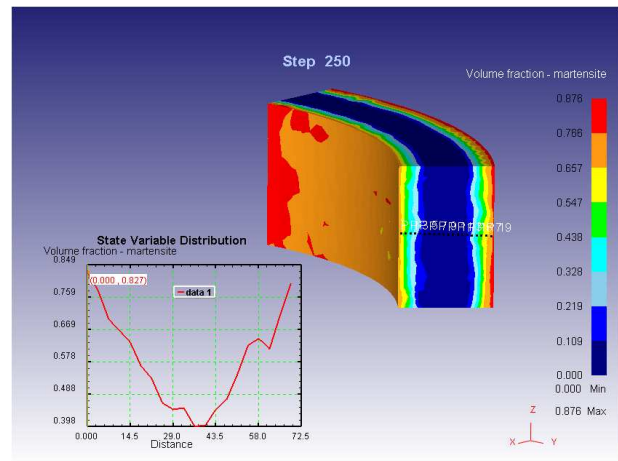 Step 250
Volume fraction - martensite
0.876
0.766
0.657
0.547
0.438
0.328
0.219
0.109
0.000
0.000 Min
0.876 Max
State Variable Distribution
Volume fraction - martensite
0.849
(0.000 , 0.827)
data 1
0.759
0.669
0.578
0.488
0.398
0.000 14.5 29.0 43.5 58.0 72.5
Distance
Z
X Y